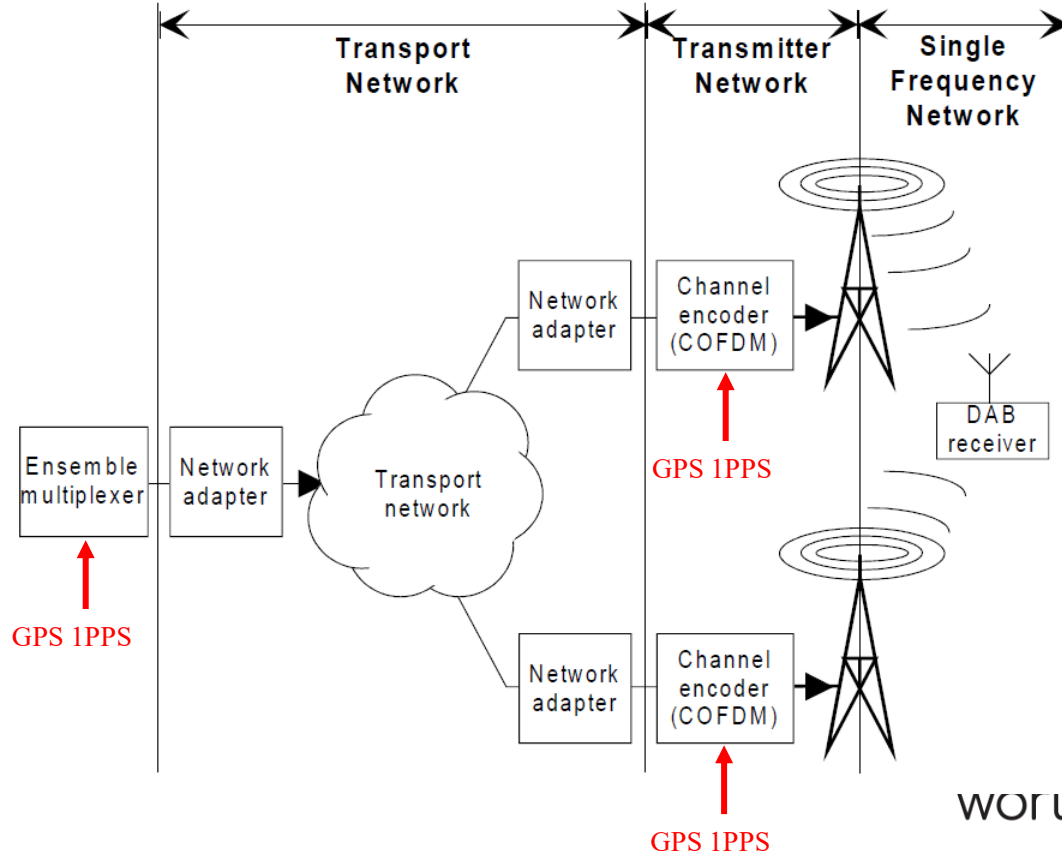 Transport
Network
Transmitter
Network
Single
Frequency
Network
Network
adapter
Channel
encoder
(COFDM)
GPS 1PPS
DAB
receiver
Ensemble
multiplexer
Network
adapter
Transport
network
GPS 1PPS
Network
adapter
Channel
encoder
(COFDM)
GPS 1PPS